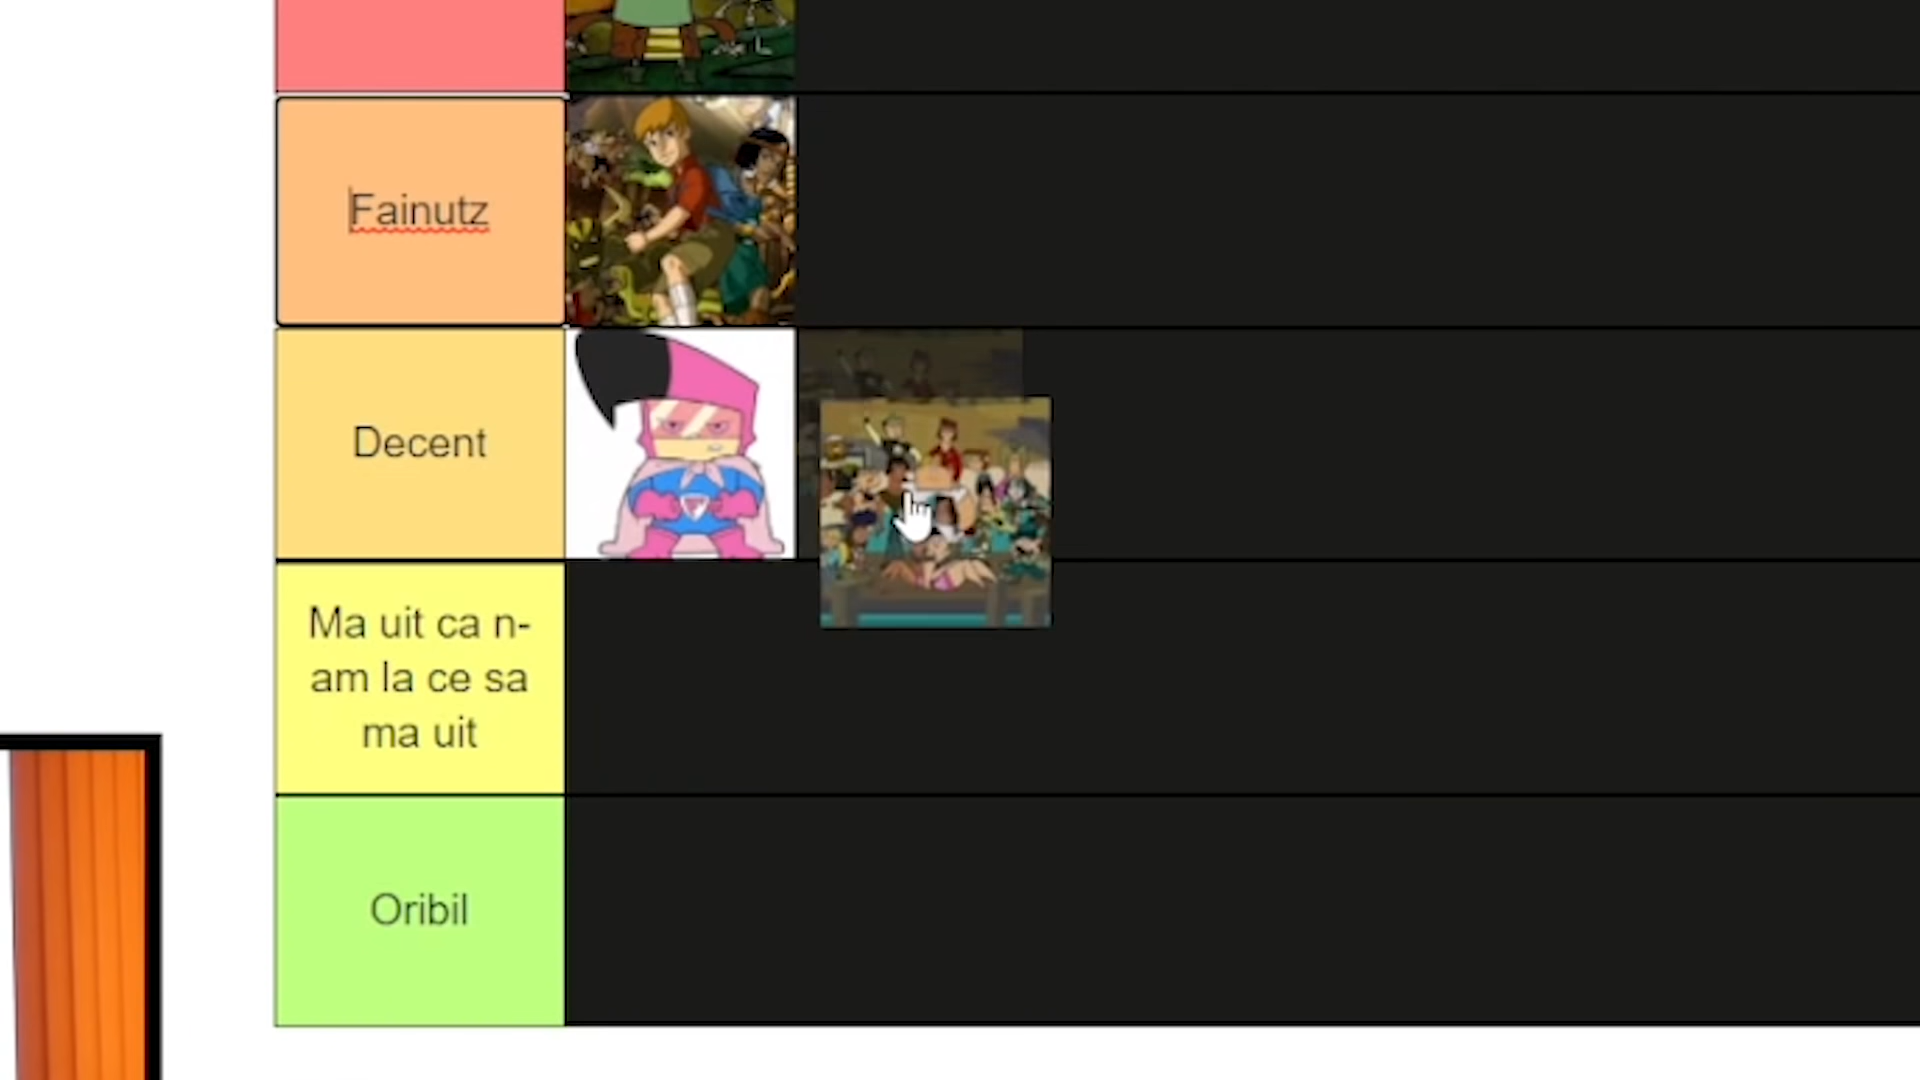 Fainutz
Decent
Ma uit ca n-
am la ce sa
ma uit
Oribil